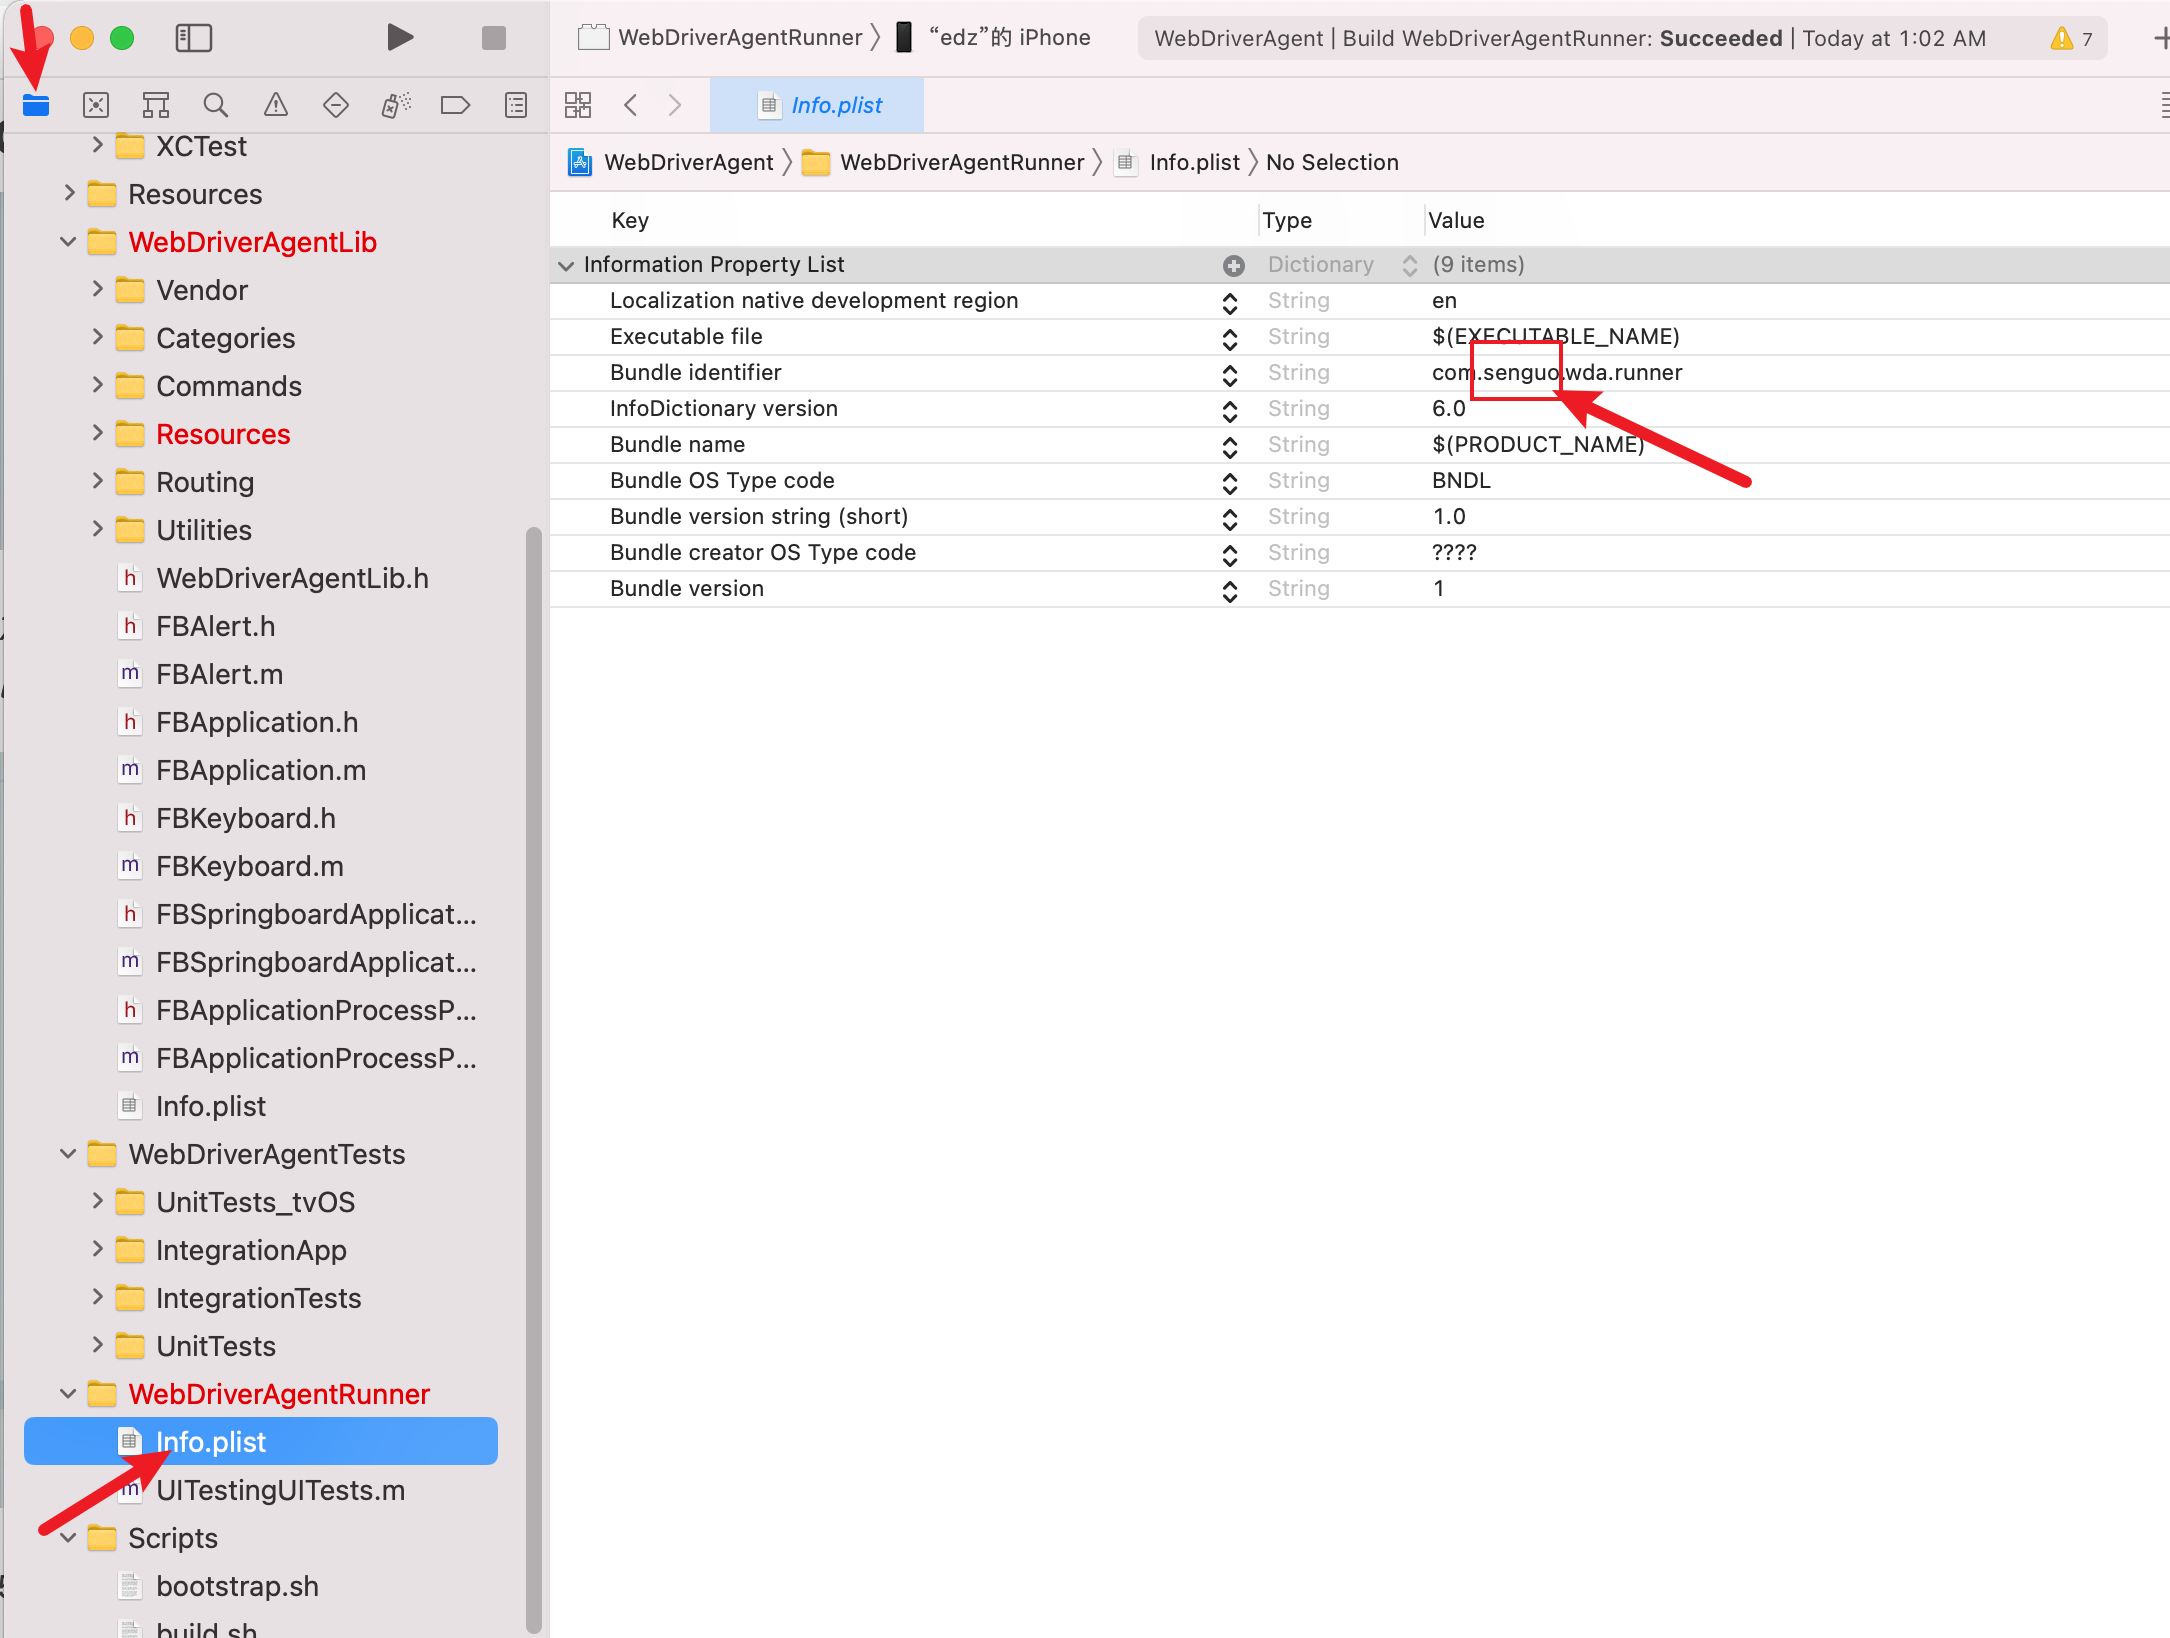 WebDriverAgentRunner 〉 “edz”的 iPhone
WebDriverAgent | Build WebDriverAgentRunner: Succeeded | Today at 1:02 AM
7
Info.plist
WebDriverAgent 〉 WebDriverAgentRunner 〉 Info.plist 〉 No Selection
Key Type Value
Information Property List Dictionary (9 items)
Localization native development region String en
Executable file String $(EXECUTABLE_NAME)
Bundle identifier String com.senguo.wda.runner
InfoDictionary version String 6.0
Bundle name String $(PRODUCT_NAME)
Bundle OS Type code String BNDL
Bundle version string (short) String 1.0
Bundle creator OS Type code String ????
Bundle version String 1
XCTest
Resources
WebDriverAgentLib
Vendor
Categories
Commands
Resources
Routing
Utilities
h WebDriverAgentLib.h
h FBAlert.h
m FBAlert.m
h FBApplication.h
m FBApplication.m
h FBKeyboard.h
m FBKeyboard.m
h FBSpringboardApplicat...
m FBSpringboardApplicat...
h FBApplicationProcessP...
m FBApplicationProcessP...
Info.plist
WebDriverAgentTests
UnitTests_tvOS
IntegrationApp
IntegrationTests
UnitTests
WebDriverAgentRunner
Info.plist
m UITestingUITests.m
Scripts
bootstrap.sh
build.sh